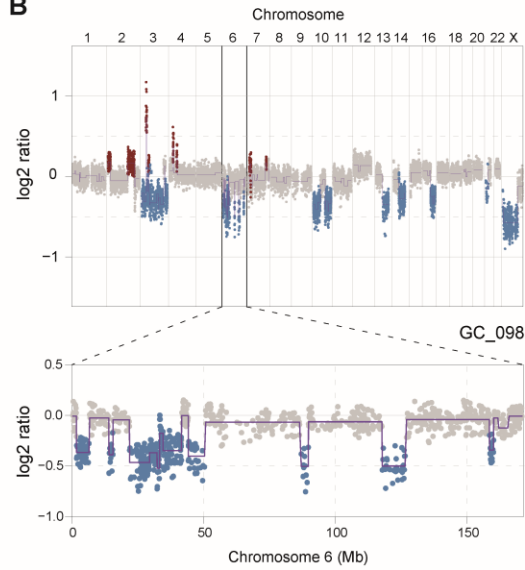 B
Chromosome
1 2 3 4 5 6 7 8 9 10 11 12 13 14 16 18 20 22 X
log2 ratio
1
0
−1
GC_098
log2 ratio
0.5
0.0
−0.5
−1.0
0 50 100 150
Chromosome 6 (Mb)